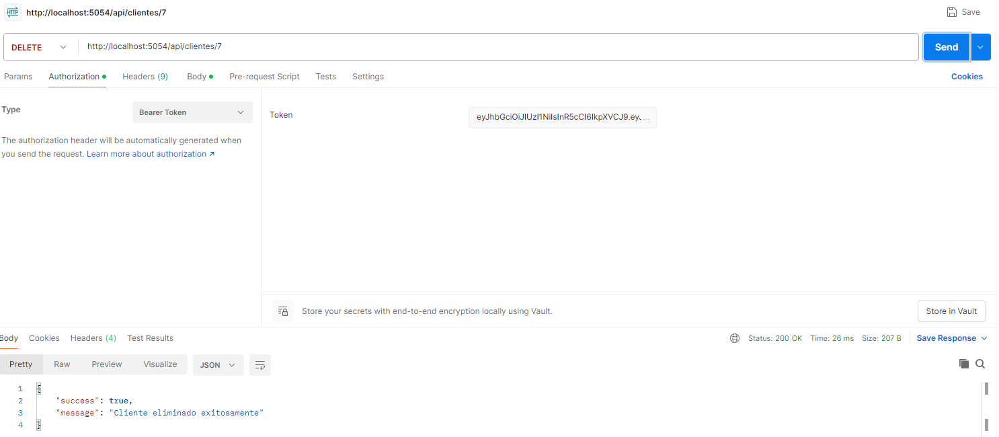 HTTP http://localhost:5054/api/clientes/7 Save
DELETE http://localhost:5054/api/clientes/7 Send
Params Authorization Headers (9) Body Pre-request Script Tests Settings Cookies
Type Bearer Token Token eyJhbGciOiJIUzI1NiIsInR5cCI6IkpXVCJ9.eyJ...
The authorization header will be automatically generated when
you send the request. Learn more about authorization ↗
Store your secrets with end-to-end encryption locally using Vault. Store in Vault
Body Cookies Headers (4) Test Results Status: 200 OK Time: 26 ms Size: 207 B Save Response
Pretty Raw Preview Visualize JSON
1 {
2 "success": true,
3 "message": "Cliente eliminado exitosamente"
4 }